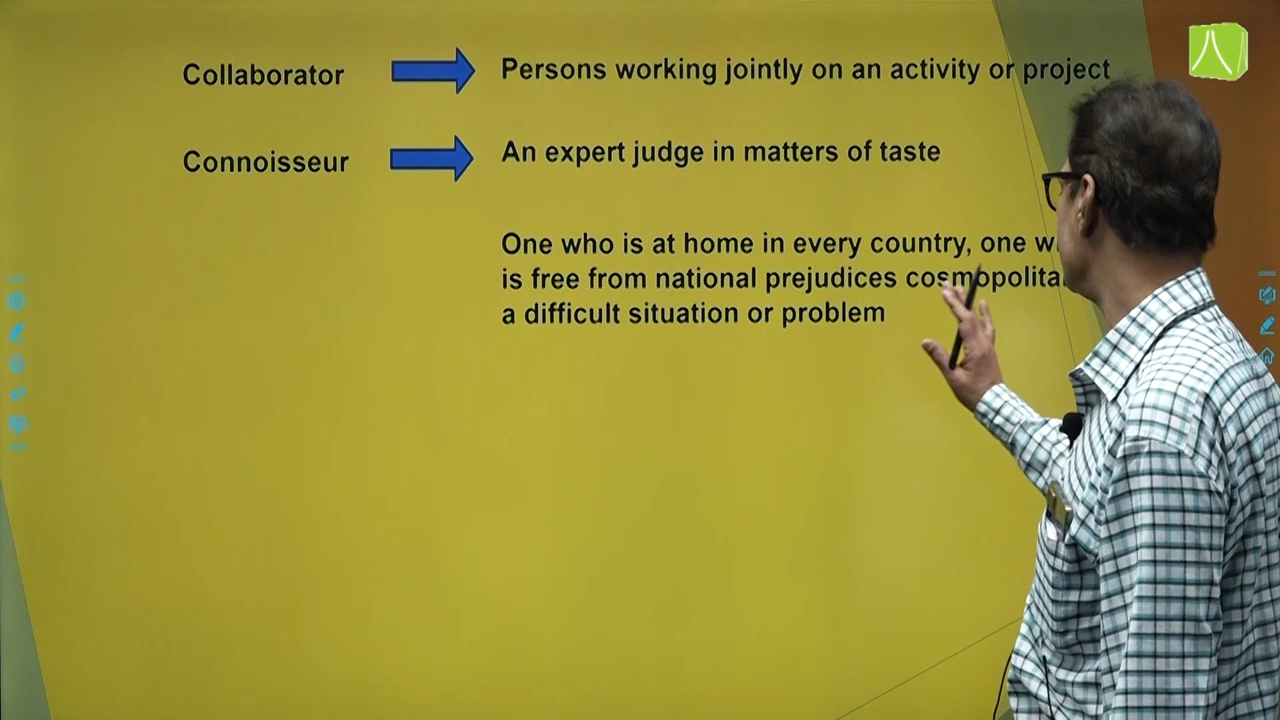 Collaborator
Persons working jointly on an activity or project
Connoisseur
An expert judge in matters of taste
One who is at home in every country, one
is free from national prejudices
a difficult situation or problem